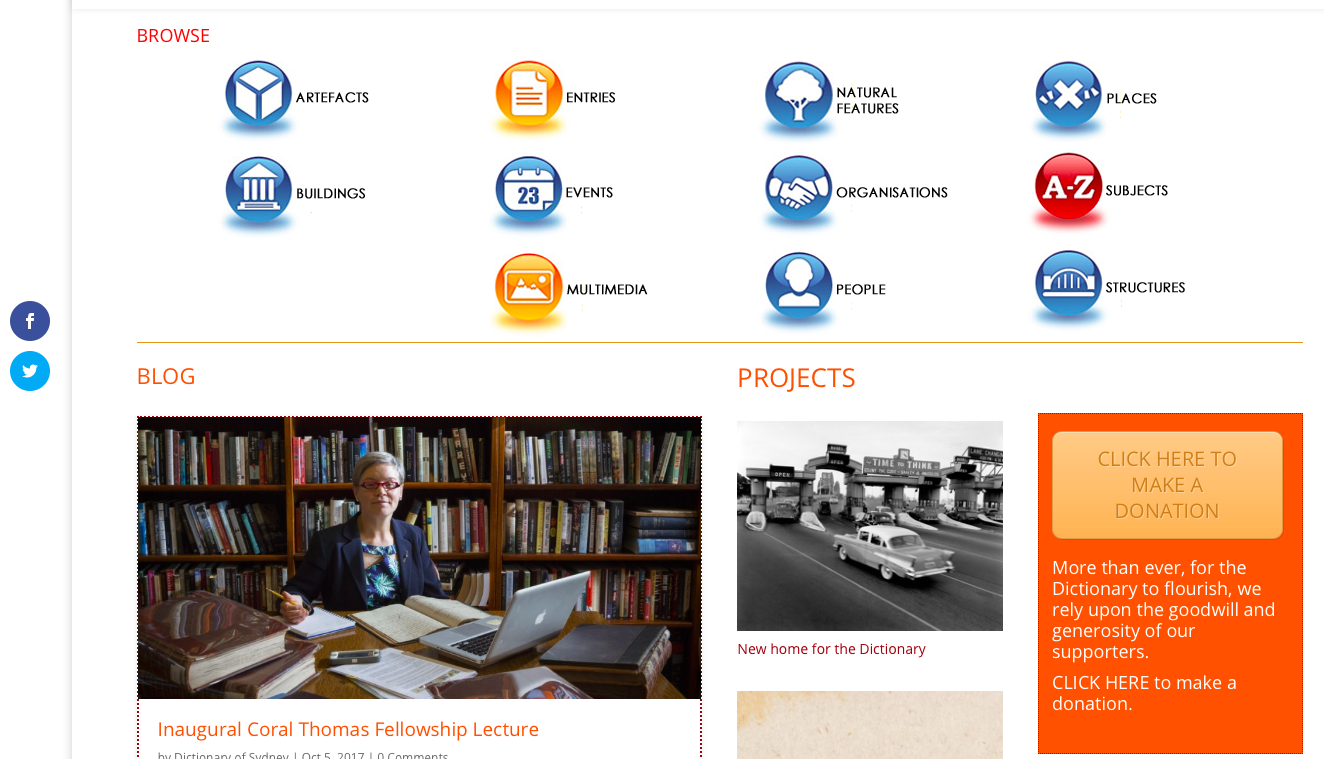 BROWSE
ARTEFACTS
ENTRIES
NATURAL
FEATURES
PLACES
BUILDINGS
23
EVENTS
ORGANISATIONS
A-Z
SUBJECTS
MULTIMEDIA
PEOPLE
STRUCTURES
f
BLOG
PROJECTS
OPEN
OPEN
TIME TO THINK
OPEN
CLICK HERE TO
MAKE A
DONATION
More than ever, for the
Dictionary to flourish, we
rely upon the goodwill and
generosity of our
supporters.
CLICK HERE to make a
donation.
New home for the Dictionary
Inaugural Coral Thomas Fellowship Lecture
by Dictionary of Sydney | Oct 5, 2017 | 0 Comments